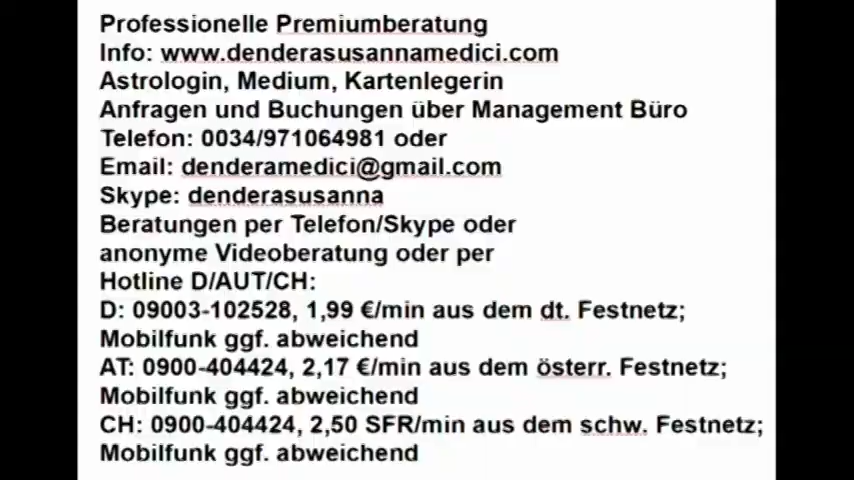 Professionelle Premiumberatung
Info: www.denderasusannamedici.com
Astrologin, Medium, Kartenlegerin
Anfragen und Buchungen über Management Büro
Telefon: 0034/971064981 oder
Email: denderamedici@gmail.com
Skype: denderasusanna
Beratungen per Telefon/Skype oder
anonyme Videoberatung oder per
Hotline D/AUT/CH:
D: 09003-102528, 1,99 €/min aus dem dt. Festnetz;
Mobilfunk ggf. abweichend
AT: 0900-404424, 2,17 €/min aus dem österr. Festnetz;
Mobilfunk ggf. abweichend
CH: 0900-404424, 2,50 SFR/min aus dem schw. Festnetz;
Mobilfunk ggf. abweichend